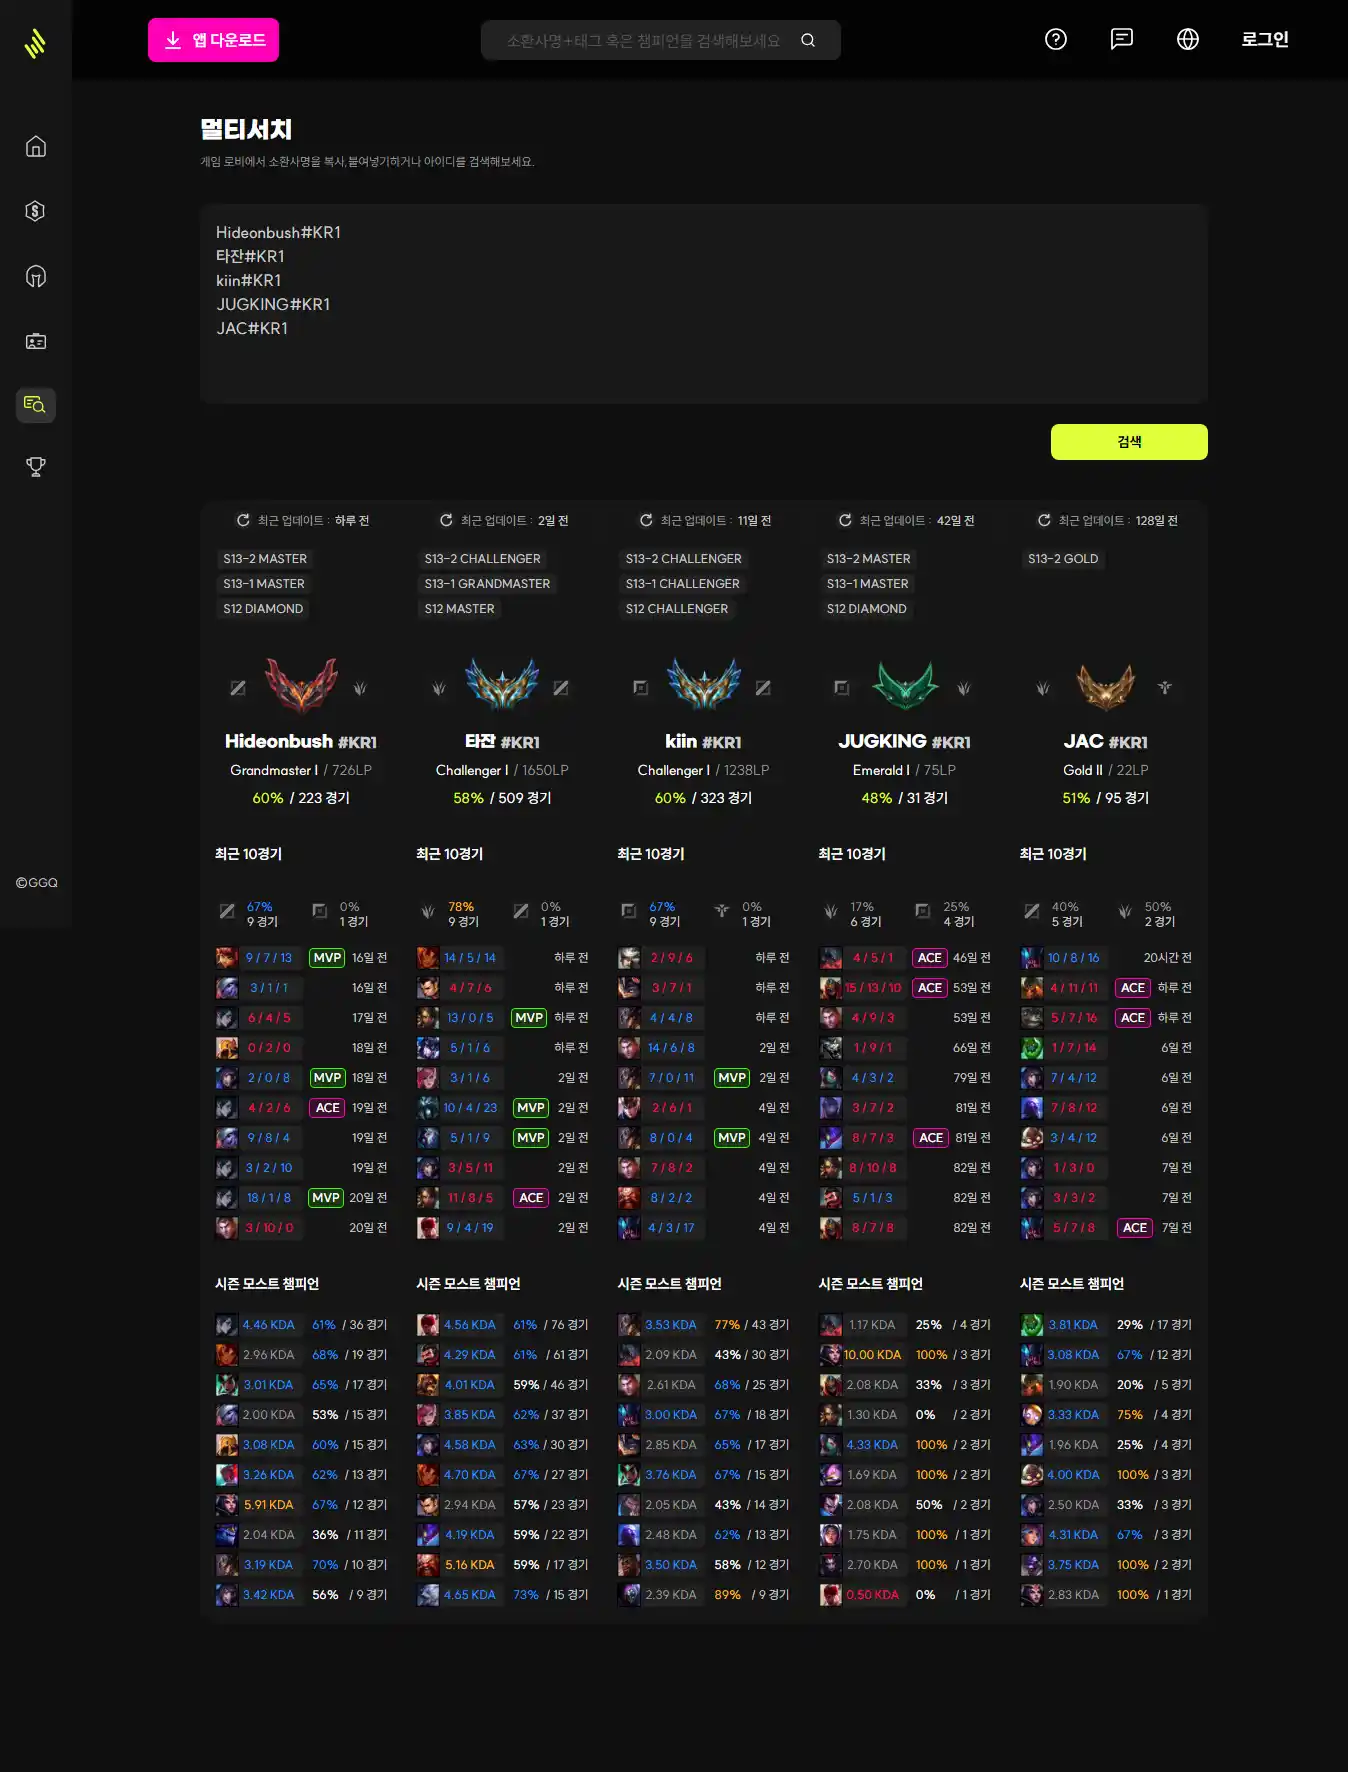 앱 다운로드
소환사명+태그 혹은 챔피언을 검색해보세요
로그인
멀티서치
게임 로비에서 소환사명을 복사,붙여넣기하거나 아이디를 검색해보세요.
Hideonbush#KR1
타잔#KR1
kiin#KR1
JUGKING#KR1
JAC#KR1
검색
©GGQ
최근 업데이트 : 하루 전
S13-2 MASTER
S13-1 MASTER
S12 DIAMOND
Hideonbush #KR1
Grandmaster I / 726LP
60% / 223 경기
최근 10경기
67% 0%
9 경기 1 경기
9 / 7 / 13 MVP 16일 전
3 / 1 / 1 16일 전
6 / 4 / 5 17일 전
0 / 2 / 0 18일 전
2 / 0 / 8 MVP 18일 전
4 / 2 / 6 ACE 19일 전
9 / 8 / 4 19일 전
3 / 2 / 10 19일 전
18 / 1 / 8 MVP 20일 전
3 / 10 / 0 20일 전
시즌 모스트 챔피언
4.46 KDA 61% / 36 경기
2.96 KDA 68% / 19 경기
3.01 KDA 65% / 17 경기
2.00 KDA 53% / 15 경기
3.08 KDA 60% / 15 경기
3.26 KDA 62% / 13 경기
5.91 KDA 67% / 12 경기
2.04 KDA 36% / 11 경기
3.19 KDA 70% / 10 경기
3.42 KDA 56% / 9 경기
최근 업데이트 : 2일 전
S13-2 CHALLENGER
S13-1 GRANDMASTER
S12 MASTER
타잔 #KR1
Challenger I / 1650LP
58% / 509 경기
최근 10경기
78% 0%
9 경기 1 경기
14 / 5 / 14 하루 전
4 / 7 / 6 하루 전
13 / 0 / 5 MVP 하루 전
5 / 1 / 6 하루 전
3 / 1 / 6 2일 전
10 / 4 / 23 MVP 2일 전
5 / 1 / 9 MVP 2일 전
3 / 5 / 11 2일 전
11 / 8 / 5 ACE 2일 전
9 / 4 / 19 2일 전
시즌 모스트 챔피언
4.56 KDA 61% / 76 경기
4.29 KDA 61% / 61 경기
4.01 KDA 59% / 46 경기
3.85 KDA 62% / 37 경기
4.58 KDA 63% / 30 경기
4.70 KDA 67% / 27 경기
2.94 KDA 57% / 23 경기
4.19 KDA 59% / 22 경기
5.16 KDA 59% / 17 경기
4.65 KDA 73% / 15 경기
최근 업데이트 : 11일 전
S13-2 CHALLENGER
S13-1 CHALLENGER
S12 CHALLENGER
kiin #KR1
Challenger I / 1238LP
60% / 323 경기
최근 10경기
67% 0%
9 경기 1 경기
2 / 9 / 6 하루 전
3 / 7 / 1 하루 전
4 / 4 / 8 하루 전
14 / 6 / 8 2일 전
7 / 0 / 11 MVP 2일 전
2 / 6 / 1 4일 전
8 / 0 / 4 MVP 4일 전
7 / 8 / 2 4일 전
8 / 2 / 2 4일 전
4 / 3 / 17 4일 전
시즌 모스트 챔피언
3.53 KDA 77% / 43 경기
2.09 KDA 43% / 30 경기
2.61 KDA 68% / 25 경기
3.00 KDA 67% / 18 경기
2.85 KDA 65% / 17 경기
3.76 KDA 67% / 15 경기
2.05 KDA 43% / 14 경기
2.48 KDA 62% / 13 경기
3.50 KDA 58% / 12 경기
2.39 KDA 89% / 9 경기
최근 업데이트 : 42일 전
S13-2 MASTER
S13-1 MASTER
S12 DIAMOND
JUGKING #KR1
Emerald I / 75LP
48% / 31 경기
최근 10경기
17% 25%
6 경기 4 경기
4 / 5 / 1 ACE 46일 전
15 / 13 / 10 ACE 53일 전
4 / 9 / 3 53일 전
1 / 9 / 1 66일 전
4 / 3 / 2 79일 전
3 / 7 / 2 81일 전
8 / 7 / 3 ACE 81일 전
8 / 10 / 8 82일 전
5 / 1 / 3 82일 전
8 / 7 / 8 82일 전
시즌 모스트 챔피언
1.17 KDA 25% / 4 경기
10.00 KDA 100% / 3 경기
2.08 KDA 33% / 3 경기
1.30 KDA 0% / 2 경기
4.33 KDA 100% / 2 경기
1.69 KDA 100% / 2 경기
2.08 KDA 50% / 2 경기
1.75 KDA 100% / 1 경기
2.70 KDA 100% / 1 경기
0.50 KDA 0% / 1 경기
최근 업데이트 : 128일 전
S13-2 GOLD
JAC #KR1
Gold II / 22LP
51% / 95 경기
최근 10경기
40% 50%
5 경기 2 경기
10 / 8 / 16 20시간 전
4 / 11 / 11 ACE 하루 전
5 / 7 / 16 ACE 하루 전
1 / 7 / 14 6일 전
7 / 4 / 12 6일 전
7 / 8 / 12 6일 전
3 / 4 / 12 6일 전
1 / 3 / 0 7일 전
3 / 3 / 2 7일 전
5 / 7 / 8 ACE 7일 전
시즌 모스트 챔피언
3.81 KDA 29% / 17 경기
3.08 KDA 67% / 12 경기
1.90 KDA 20% / 5 경기
3.33 KDA 75% / 4 경기
1.96 KDA 25% / 4 경기
4.00 KDA 100% / 3 경기
2.50 KDA 33% / 3 경기
4.31 KDA 67% / 3 경기
3.75 KDA 100% / 2 경기
2.83 KDA 100% / 1 경기